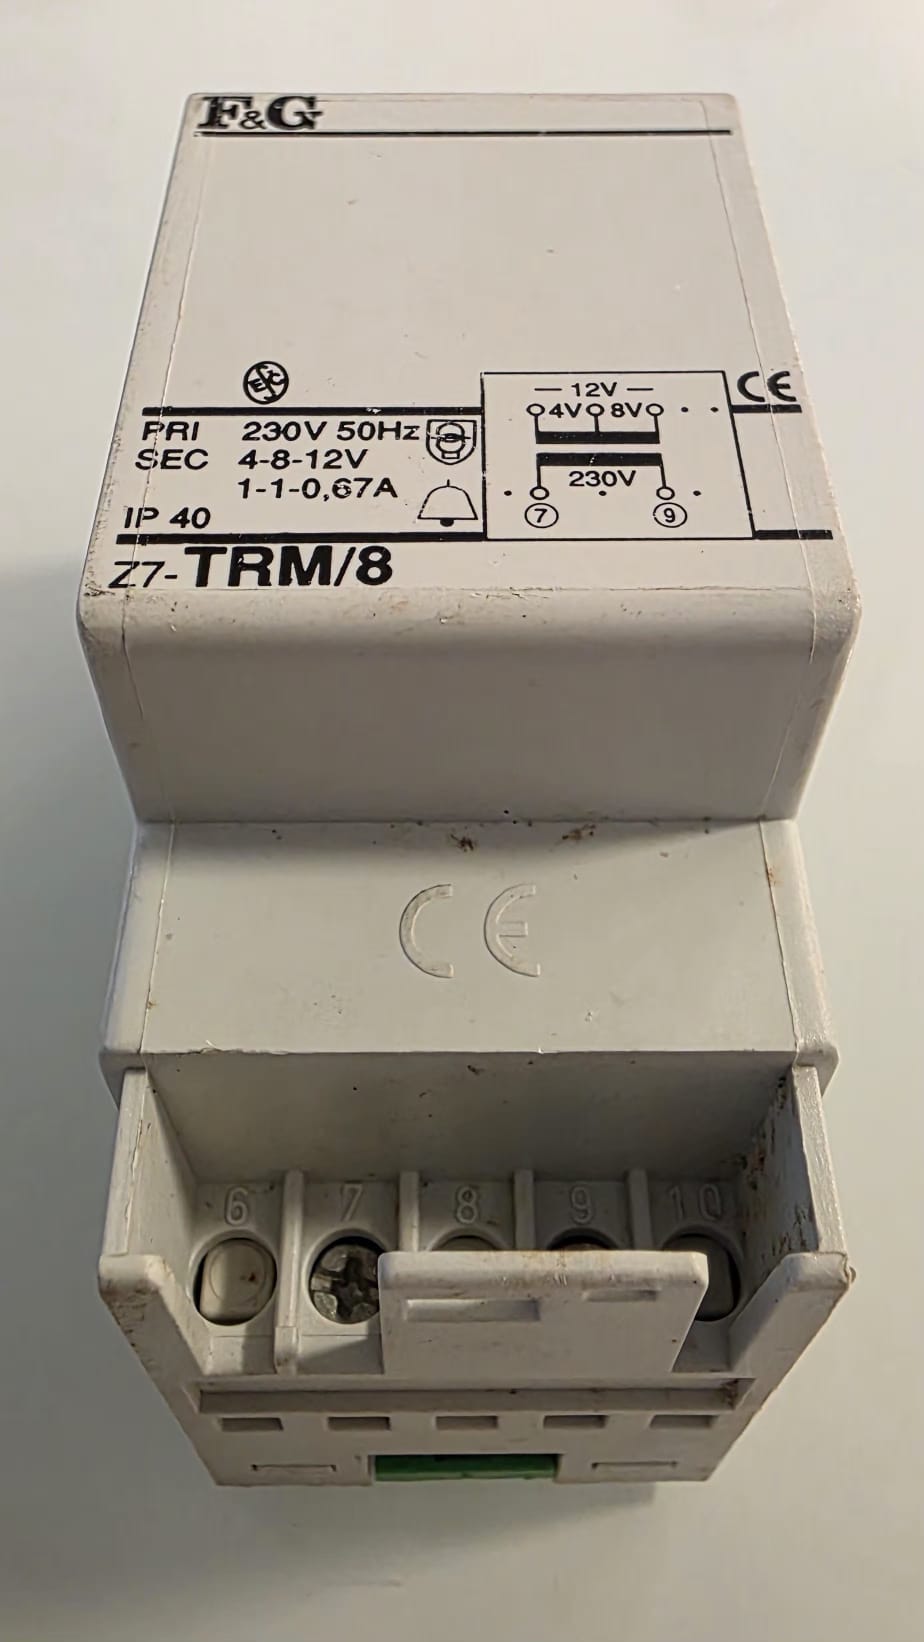 F&G
CE
— 12V —
4V 8V
PRI 230V 50Hz
SEC 4-8-12V
1-1-0,67A
230V
7 9
IP 40
Z7-TRM/8
CE
6 7 8 9 10